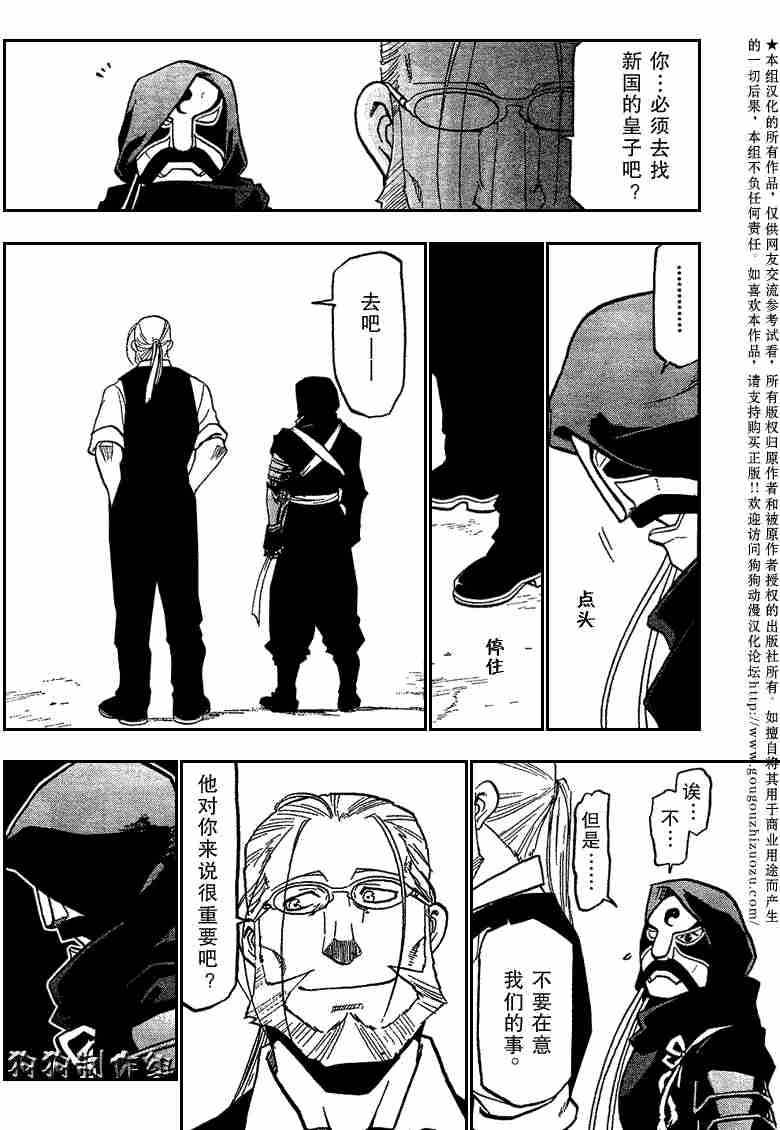 你…必须去找
新国的皇子吧？
…………
点头
停住
去吧——
诶…
不…
但是……
不要在意
我们的事。
他对你来说
很重要吧？
狗狗制作组
★本组汉化的所有作品，仅供网友交流参考试看，所有版权归原作者和被原作者授权的出版社所有。如擅自将其用于商业用途而产生
的一切后果，本组不负任何责任。如喜欢本作品，请支持购买正版!!欢迎访问狗狗动漫汉化论坛http://www.gougouzhizuozu.com/